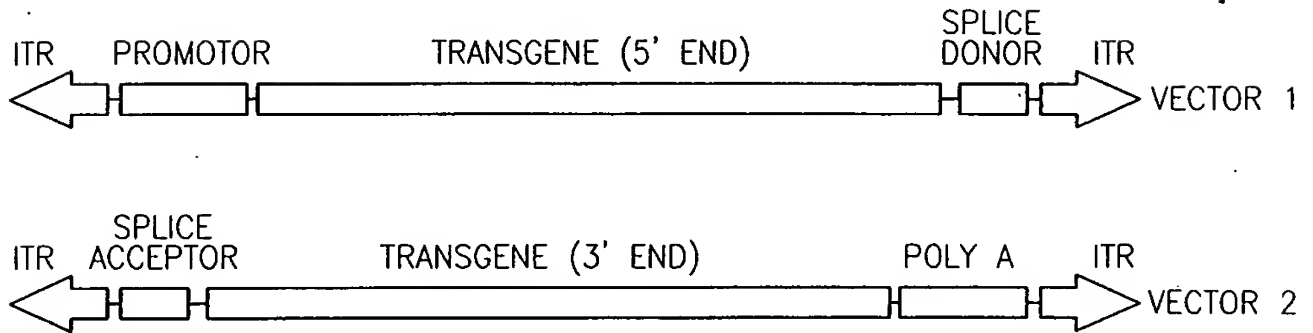 ITR PROMOTOR TRANSGENE (5' END) SPLICE DONOR ITR
VECTOR 1
ITR SPLICE ACCEPTOR TRANSGENE (3' END) POLY A ITR
VECTOR 2